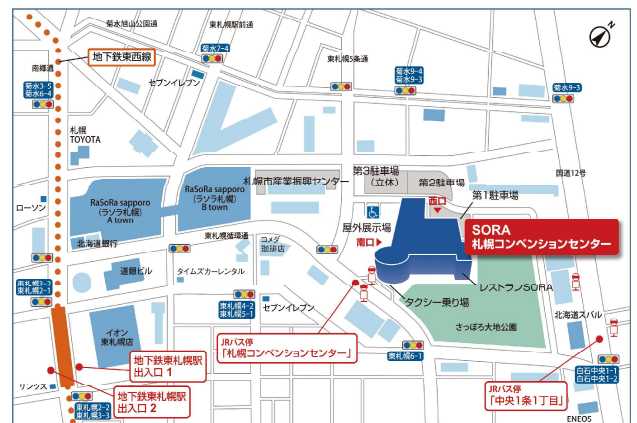 菊水旭山公園通
東札幌駅前通
N
菊水7-4
地下鉄東西線
南郷通
セブンイレブン
東札幌5条通
菊水9-4
菊水9-3
菊水9-3
菊水3-5
菊水6-4
札幌
TOYOTA
国道12号
第3駐車場
（立体）
第2駐車場
札幌市産業振興センター
第1駐車場
RaSoRa sapporo
（ラソラ札幌）
A town
RaSoRa sapporo
（ラソラ札幌）
B town
西口
ローソン
屋外展示場
SORA
札幌コンベンションセンター
北海道銀行
東札幌循環通
コメダ
珈琲店
南口
道銀ビル
タイムズカーレンタル
レストランSORA
東札幌3-2
東札幌2-1
東札幌4-2
東札幌5-1
セブンイレブン
タクシー乗り場
さっぽろ大地公園
北海道スバル
イオン
東札幌店
JRバス停
「札幌コンベンションセンター」
東札幌6-1
地下鉄東札幌駅
出入口 1
白石中央1-1
白石中央1-2
サンクス
地下鉄東札幌駅
出入口 2
JRバス停
「中央1条1丁目」
東札幌2-2
東札幌3-3
ENEOS